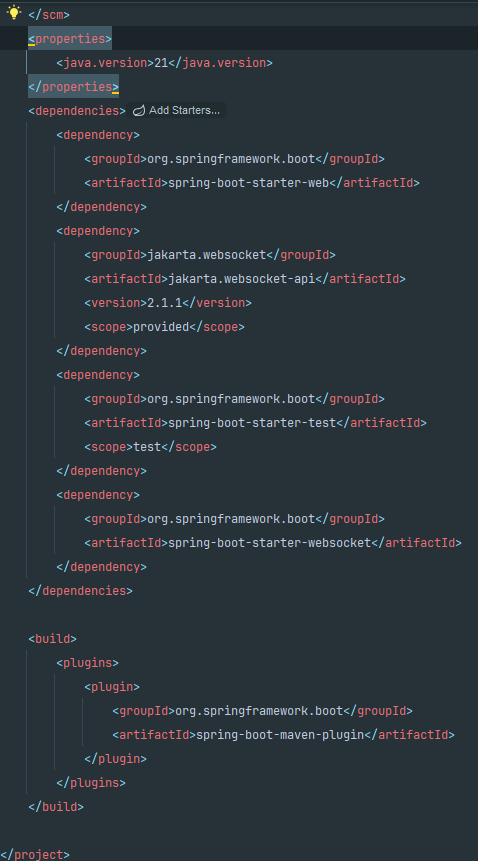 </scm>
<properties>
<java.version>21</java.version>
</properties>
<dependencies> Add Starters...
<dependency>
<groupId>org.springframework.boot</groupId>
<artifactId>spring-boot-starter-web</artifactId>
</dependency>
<dependency>
<groupId>jakarta.websocket</groupId>
<artifactId>jakarta.websocket-api</artifactId>
<version>2.1.1</version>
<scope>provided</scope>
</dependency>
<dependency>
<groupId>org.springframework.boot</groupId>
<artifactId>spring-boot-starter-test</artifactId>
<scope>test</scope>
</dependency>
<dependency>
<groupId>org.springframework.boot</groupId>
<artifactId>spring-boot-starter-websocket</artifactId>
</dependency>
</dependencies>
<build>
<plugins>
<plugin>
<groupId>org.springframework.boot</groupId>
<artifactId>spring-boot-maven-plugin</artifactId>
</plugin>
</plugins>
</build>
</project>